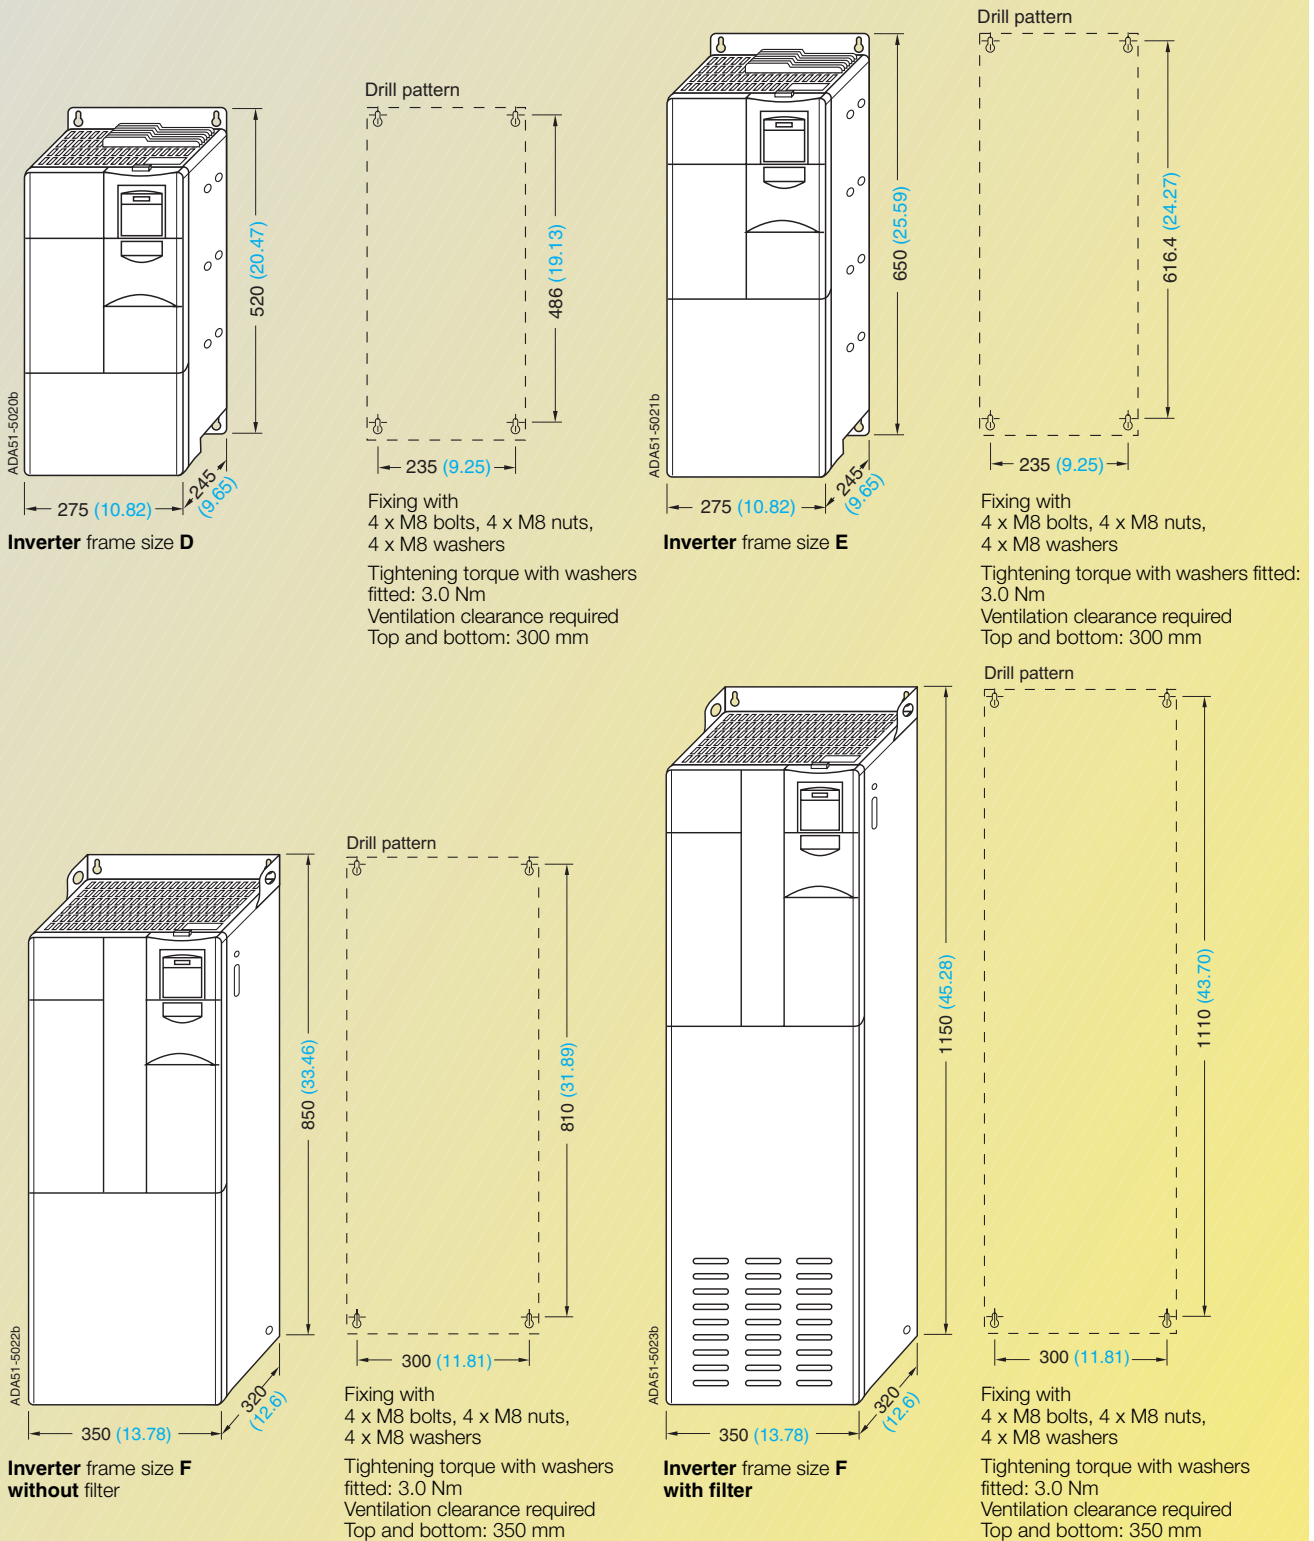 Drill pattern
520 (20.47)
486 (19.13)
235 (9.25)
ADA51-5020b
275 (10.82)
245
(9.65)
Inverter frame size D
Fixing with
4 x M8 bolts, 4 x M8 nuts,
4 x M8 washers
Tightening torque with washers
fitted: 3.0 Nm
Ventilation clearance required
Top and bottom: 300 mm
Drill pattern
650 (25.59)
616.4 (24.27)
235 (9.25)
ADA51-5021b
275 (10.82)
245
(9.65)
Inverter frame size E
Fixing with
4 x M8 bolts, 4 x M8 nuts,
4 x M8 washers
Tightening torque with washers fitted:
3.0 Nm
Ventilation clearance required
Top and bottom: 300 mm
Drill pattern
850 (33.46)
810 (31.89)
300 (11.81)
ADA51-5022b
350 (13.78)
320
(12.6)
Inverter frame size F
without filter
Fixing with
4 x M8 bolts, 4 x M8 nuts,
4 x M8 washers
Tightening torque with washers
fitted: 3.0 Nm
Ventilation clearance required
Top and bottom: 350 mm
Drill pattern
1150 (45.28)
1110 (43.70)
300 (11.81)
ADA51-5023b
350 (13.78)
320
(12.6)
Inverter frame size F
with filter
Fixing with
4 x M8 bolts, 4 x M8 nuts,
4 x M8 washers
Tightening torque with washers
fitted: 3.0 Nm
Ventilation clearance required
Top and bottom: 350 mm